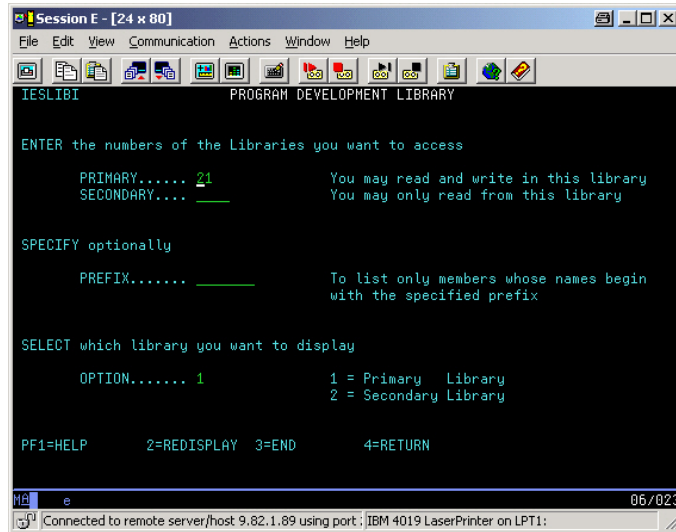 Session E - [24 x 80]
File Edit View Communication Actions Window Help
IESLIBI PROGRAM DEVELOPMENT LIBRARY
ENTER the numbers of the Libraries you want to access
PRIMARY...... 21 You may read and write in this library
SECONDARY.... ____ You may only read from this library
SPECIFY optionally
PREFIX....... _______ To list only members whose names begin
with the specified prefix
SELECT which library you want to display
OPTION....... 1 1 = Primary Library
2 = Secondary Library
PF1=HELP 2=REDISPLAY 3=END 4=RETURN
MA e 06/023
Connected to remote server/host 9.82.1.89 using port : IBM 4019 LaserPrinter on LPT1: